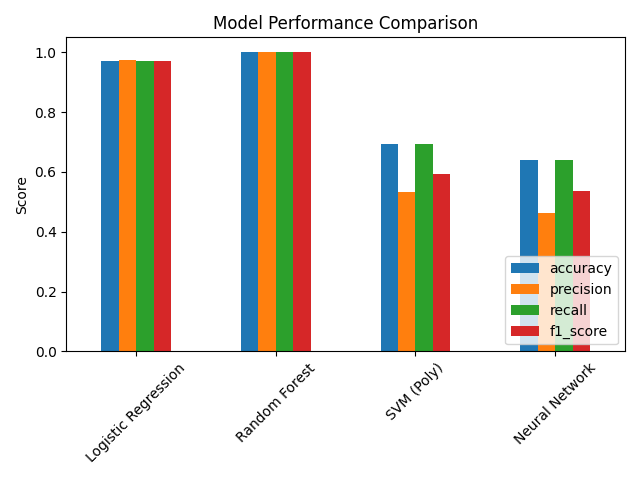 Model Performance Comparison
Score
1.0
0.8
0.6
0.4
0.2
0.0
accuracy
precision
recall
f1_score
Logistic Regression
Random Forest
SVM (Poly)
Neural Network